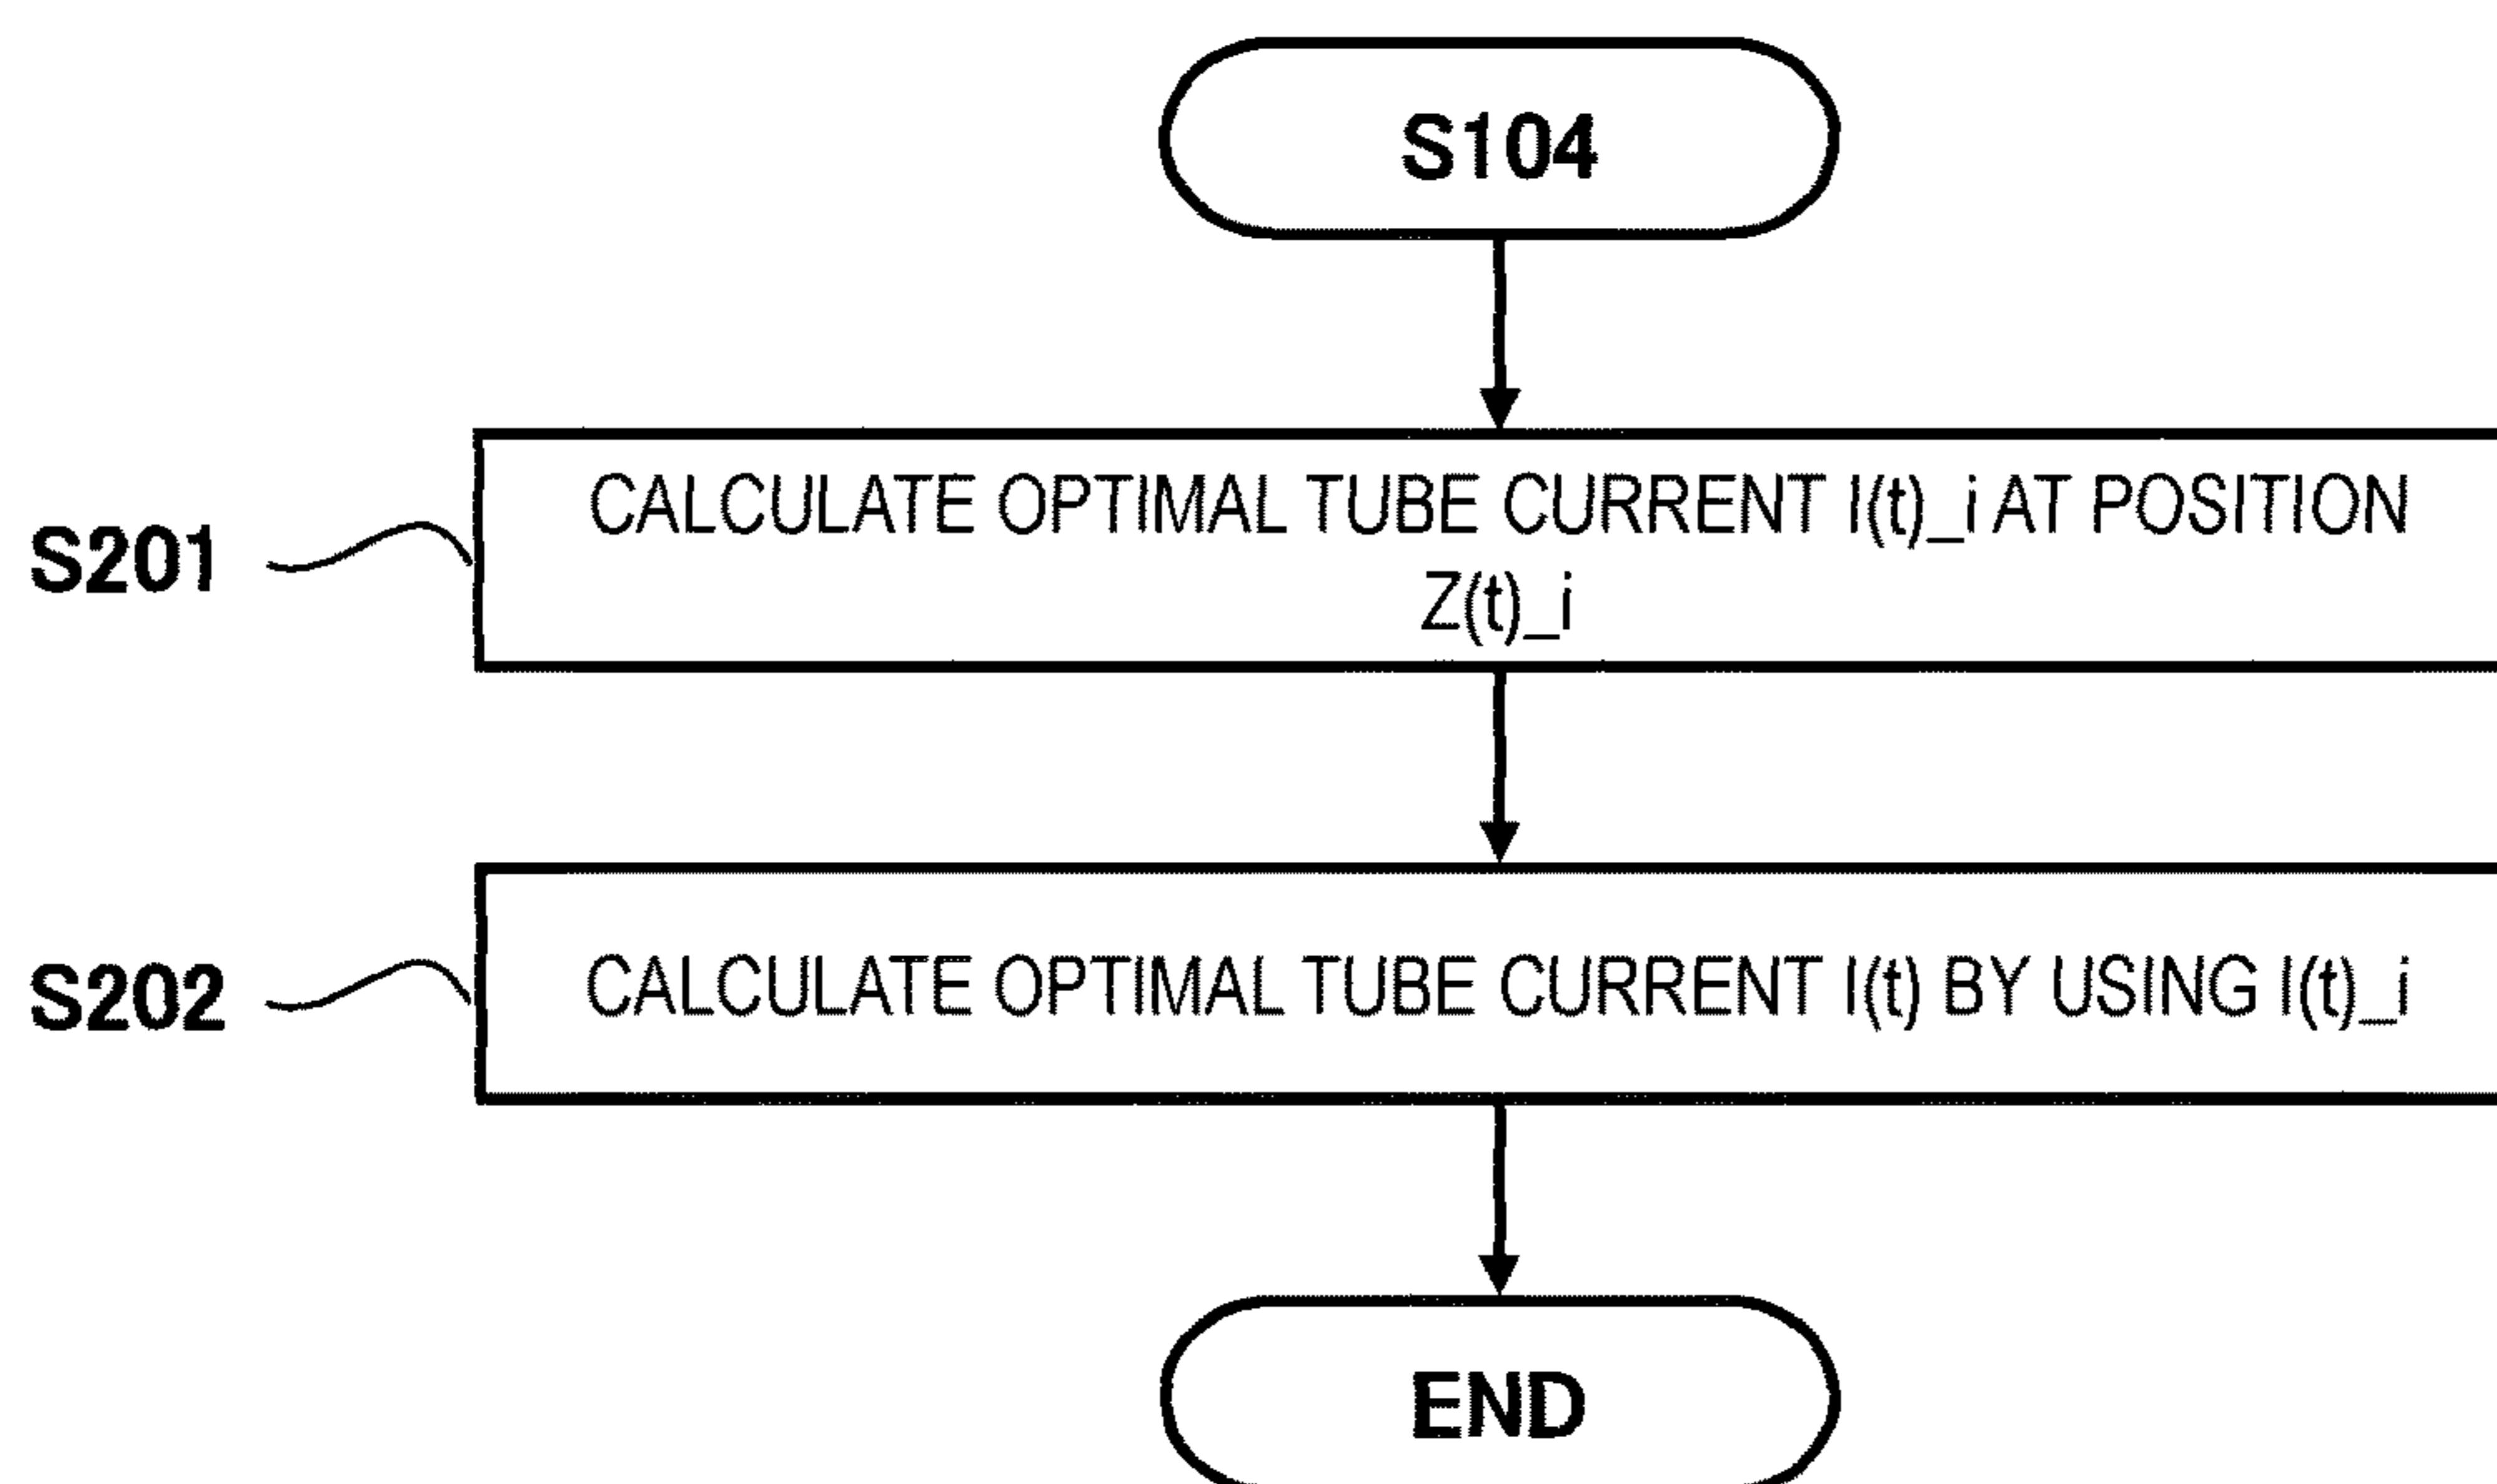 S104
S201
CALCULATE OPTIMAL TUBE CURRENT I(t)_i AT POSITION
Z(t)_i
S202
CALCULATE OPTIMAL TUBE CURRENT I(t) BY USING I(t)_i
END